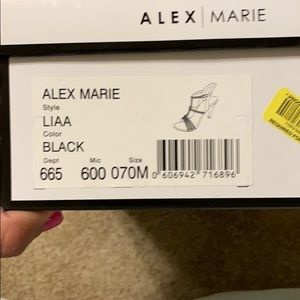 ALEX | MARIE
ALEX MARIE
Style
LIAA
Color
BLACK
Dept Mic Size
665 600 070M
0 606942 716896